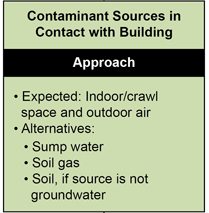 Contaminant Sources in
Contact with Building
Approach
• Expected: Indoor/crawl
space and outdoor air
• Alternatives:
• Sump water
• Soil gas
• Soil, if source is not
groundwater